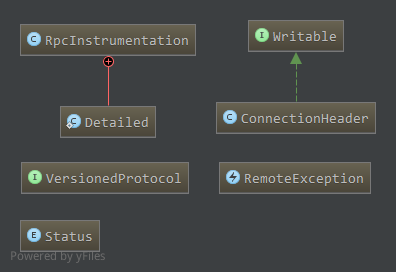 C RpcInstrumentation
I Writable
C Detailed
C ConnectionHeader
I VersionedProtocol
RemoteException
E Status
Powered by yFiles